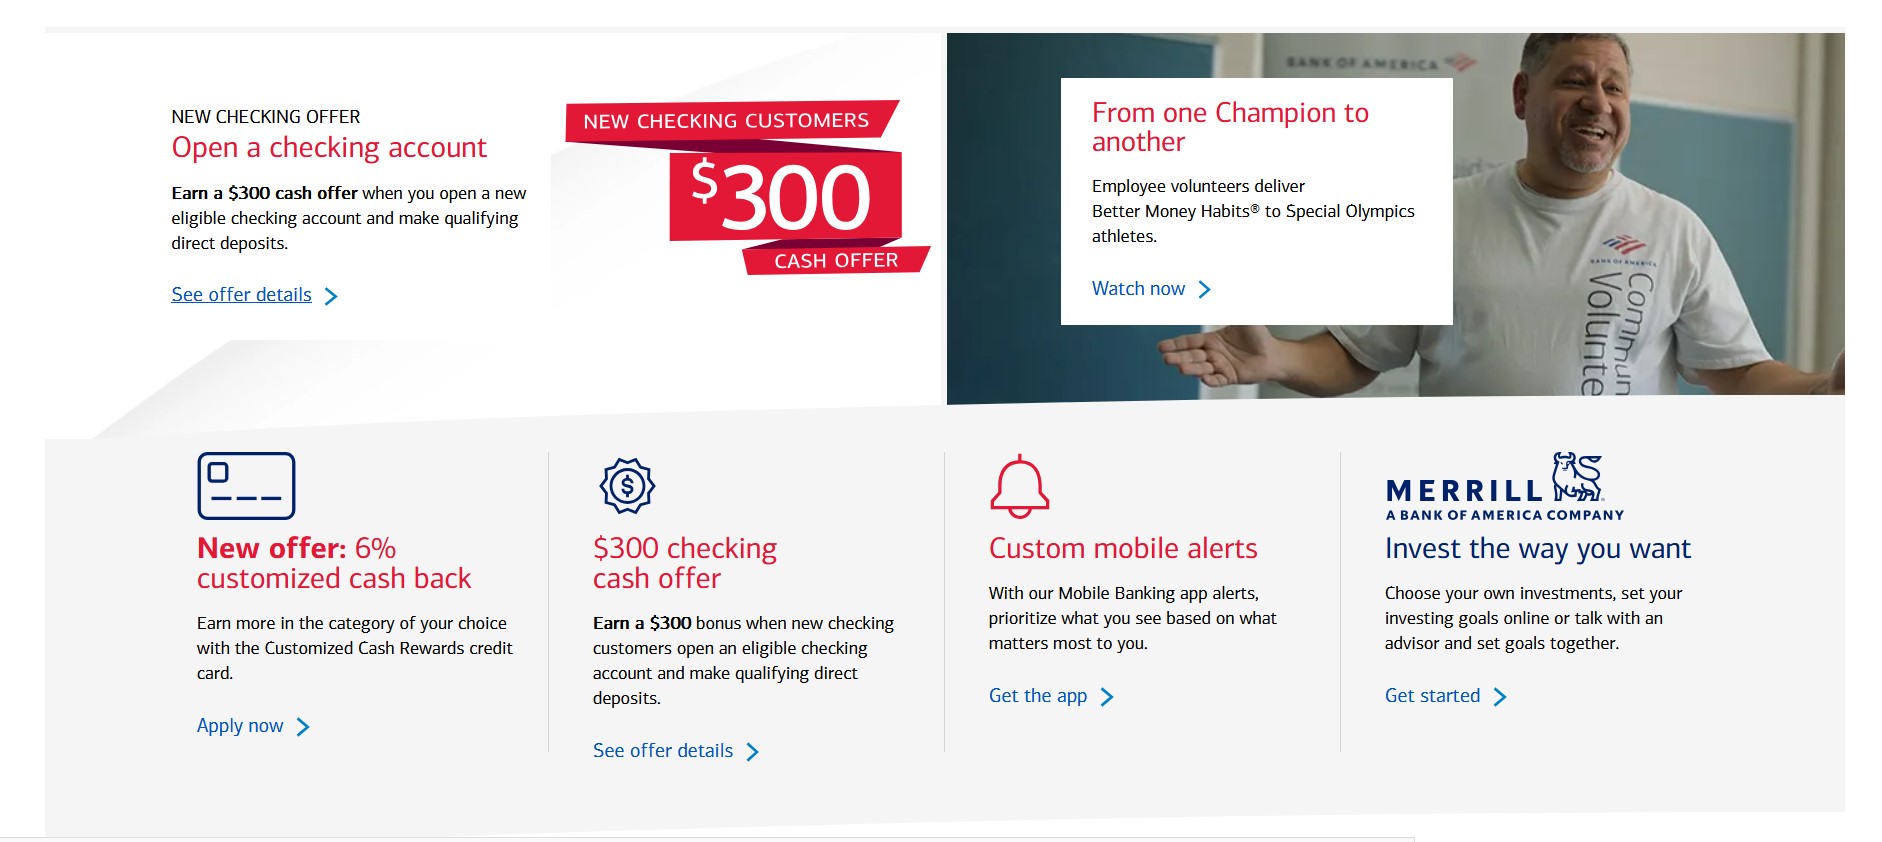 NEW CHECKING OFFER
Open a checking account
Earn a $300 cash offer when you open a new
eligible checking account and make qualifying
direct deposits.
See offer details
NEW CHECKING CUSTOMERS
$300
CASH OFFER
BANK OF AMERICA
From one Champion to
another
Employee volunteers deliver
Better Money Habits® to Special Olympics
athletes.
Watch now
BANK OF AMERICA
Commun
Voluntee
New offer: 6%
customized cash back
Earn more in the category of your choice
with the Customized Cash Rewards credit
card.
Apply now
$
$300 checking
cash offer
Earn a $300 bonus when new checking
customers open an eligible checking
account and make qualifying direct
deposits.
See offer details
Custom mobile alerts
With our Mobile Banking app alerts,
prioritize what you see based on what
matters most to you.
Get the app
MERRILL
A BANK OF AMERICA COMPANY
Invest the way you want
Choose your own investments, set your
investing goals online or talk with an
advisor and set goals together.
Get started